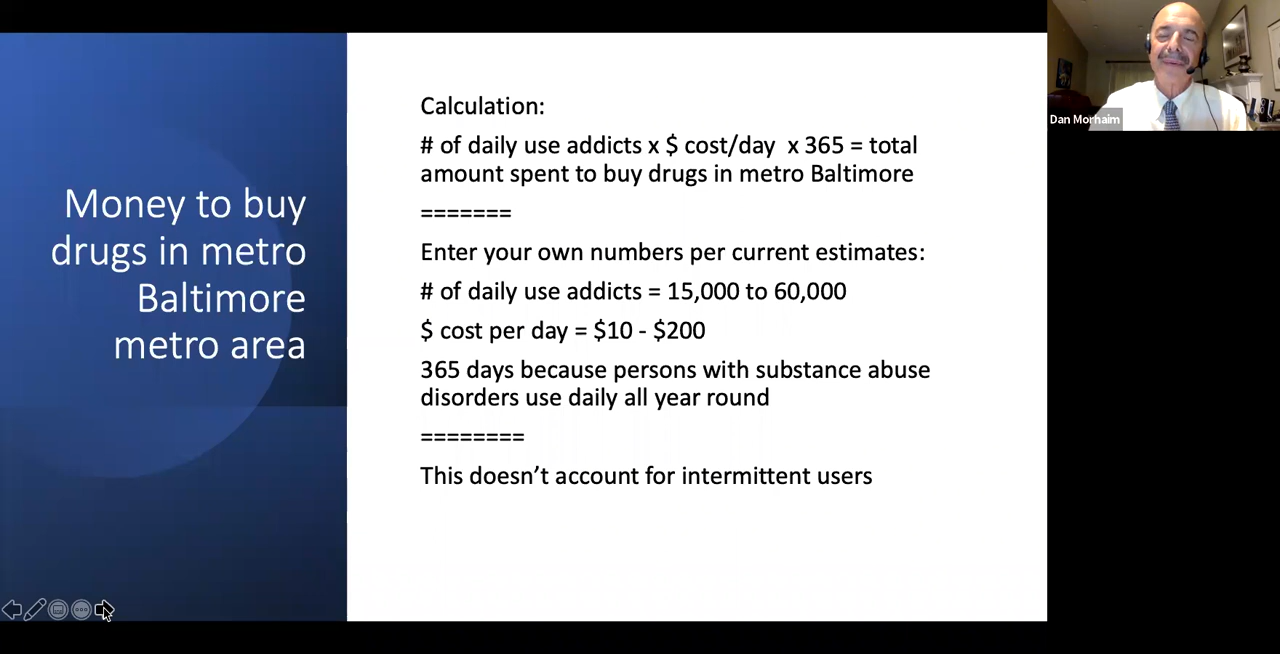 Money to buy
drugs in metro
Baltimore
metro area
Calculation:
# of daily use addicts x $ cost/day  x 365 = total
amount spent to buy drugs in metro Baltimore
=======
Enter your own numbers per current estimates:
# of daily use addicts = 15,000 to 60,000
$ cost per day = $10 - $200
365 days because persons with substance abuse
disorders use daily all year round
========
This doesn’t account for intermittent users
Dan Morhaim